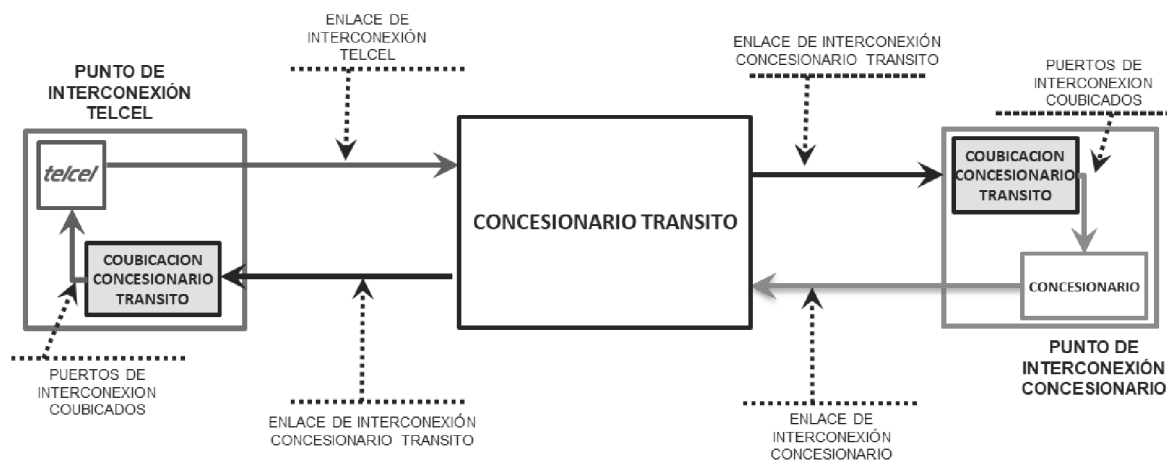 ENLACE DE
INTERCONEXIÓN
TELCEL
ENLACE DE INTERCONEXIÓN
CONCESIONARIO TRANSITO
PUERTOS DE
INTERCONEXION
COUBICADOS
PUNTO DE
INTERCONEXIÓN
TELCEL
telcel
COUBICACION
CONCESIONARIO
TRANSITO
CONCESIONARIO TRANSITO
COUBICACION
CONCESIONARIO
TRANSITO
CONCESIONARIO
PUERTOS DE
INTERCONEXION
COUBICADOS
ENLACE DE INTERCONEXIÓN
CONCESIONARIO TRANSITO
ENLACE DE
INTERCONEXIÓN
CONCESIONARIO
PUNTO DE
INTERCONEXIÓN
CONCESIONARIO